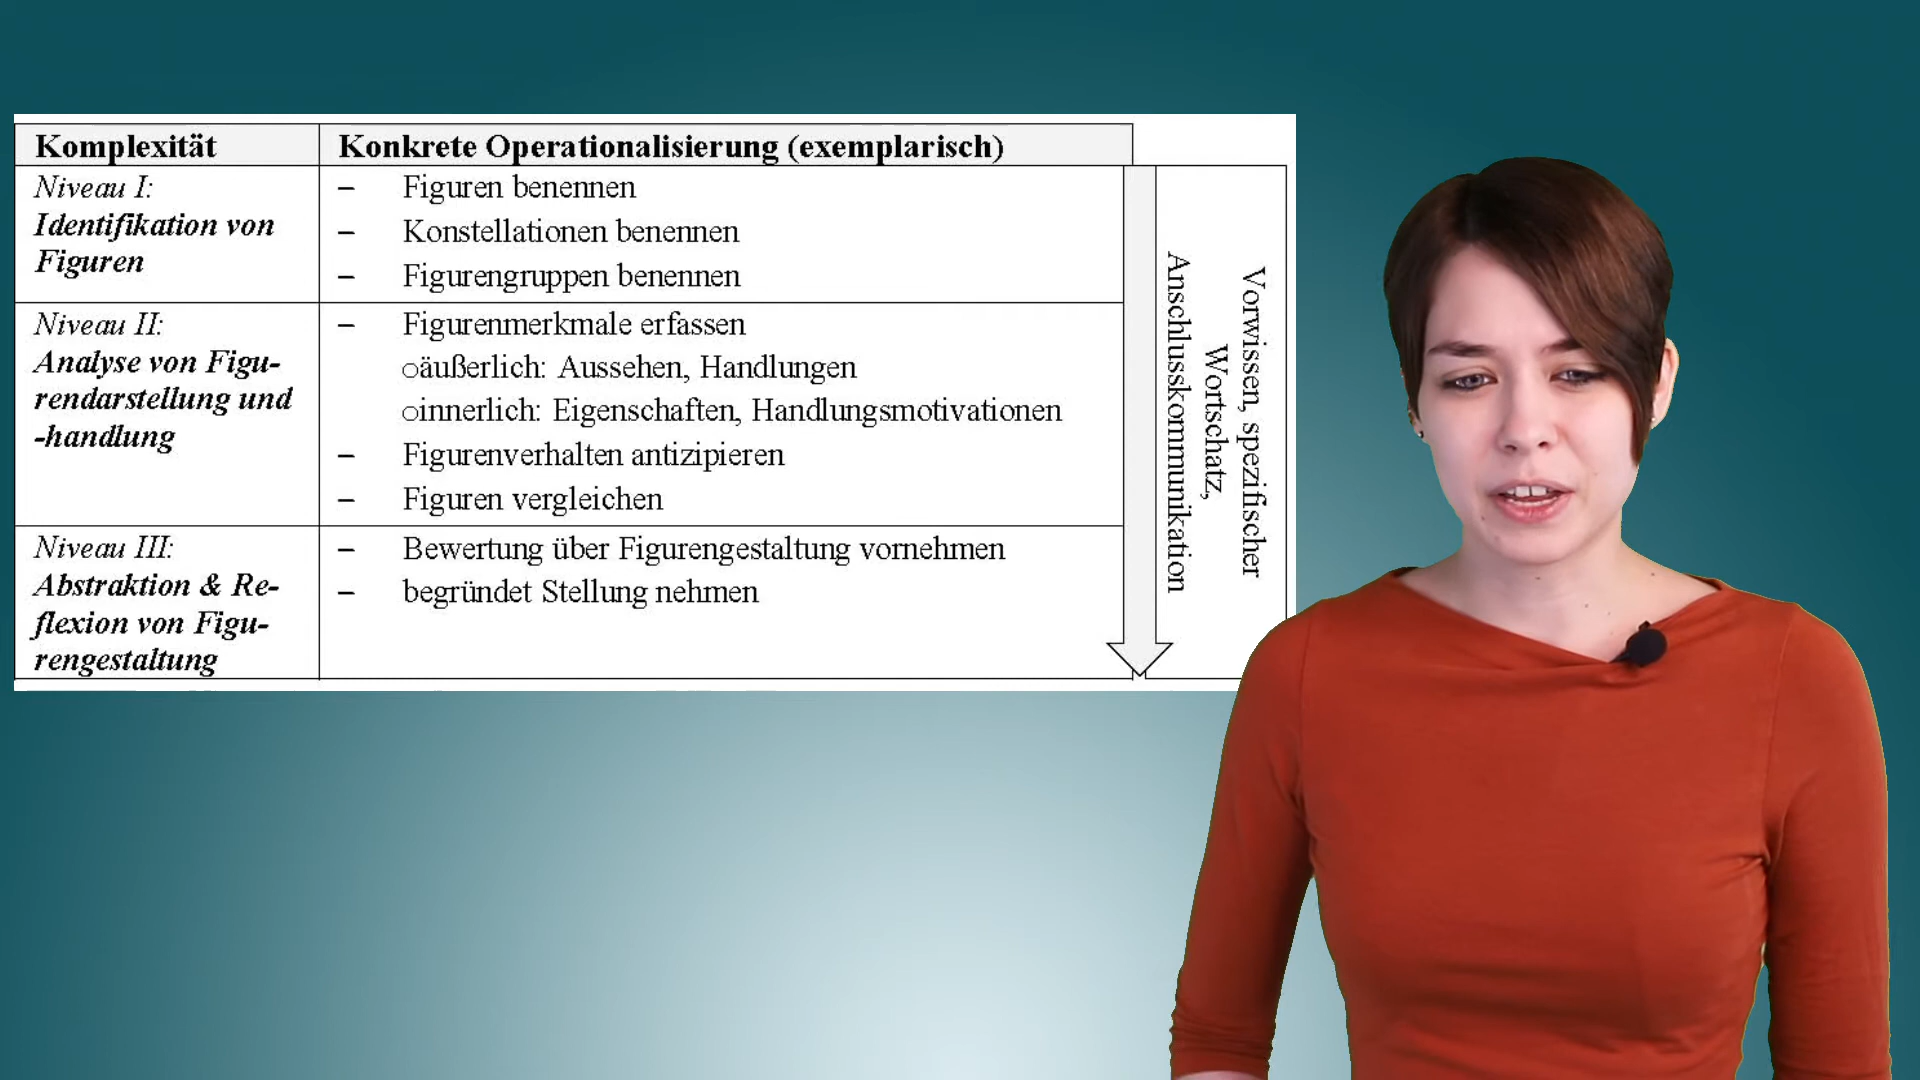 Komplexität
Konkrete Operationalisierung (exemplarisch)
Niveau I:
Identifikation von
Figuren
– Figuren benennen
– Konstellationen benennen
– Figurengruppen benennen
Niveau II:
Analyse von Figu-
rendarstellung und
-handlung
– Figurenmerkmale erfassen
○äußerlich: Aussehen, Handlungen
○innerlich: Eigenschaften, Handlungsmotivationen
– Figurenverhalten antizipieren
– Figuren vergleichen
Niveau III:
Abstraktion & Re-
flexion von Figu-
rengestaltung
– Bewertung über Figurengestaltung vornehmen
– begründet Stellung nehmen
Vorwissen, spezifischer
Wortschatz,
Anschlusskommunikation